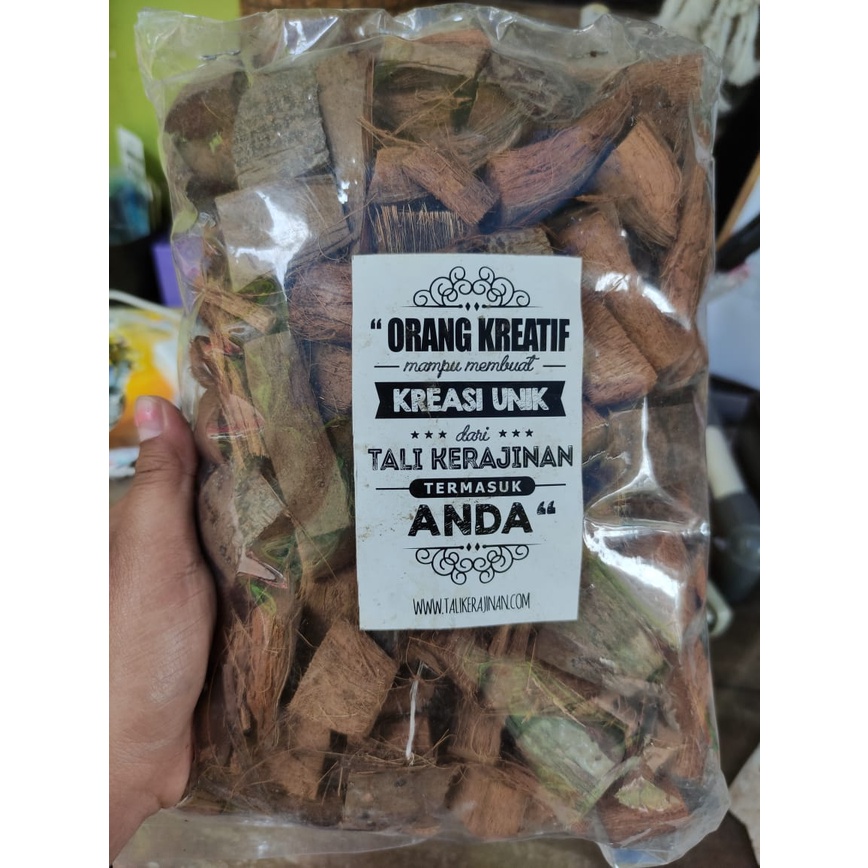 “ ORANG KREATIF
mampu membuat
KREASI UNIK
dari
TALI KERAJINAN
TERMASUK
ANDA “
WWW.TALIKERAJINAN.COM